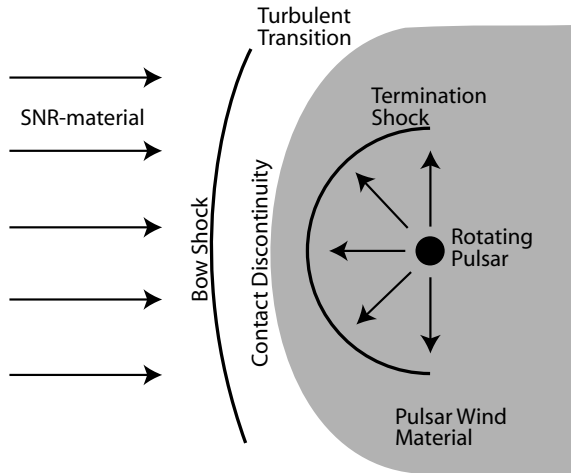 Turbulent
Transition
SNR-material
Termination
Shock
Bow Shock
Contact Discontinuity
Rotating
Pulsar
Pulsar Wind
Material